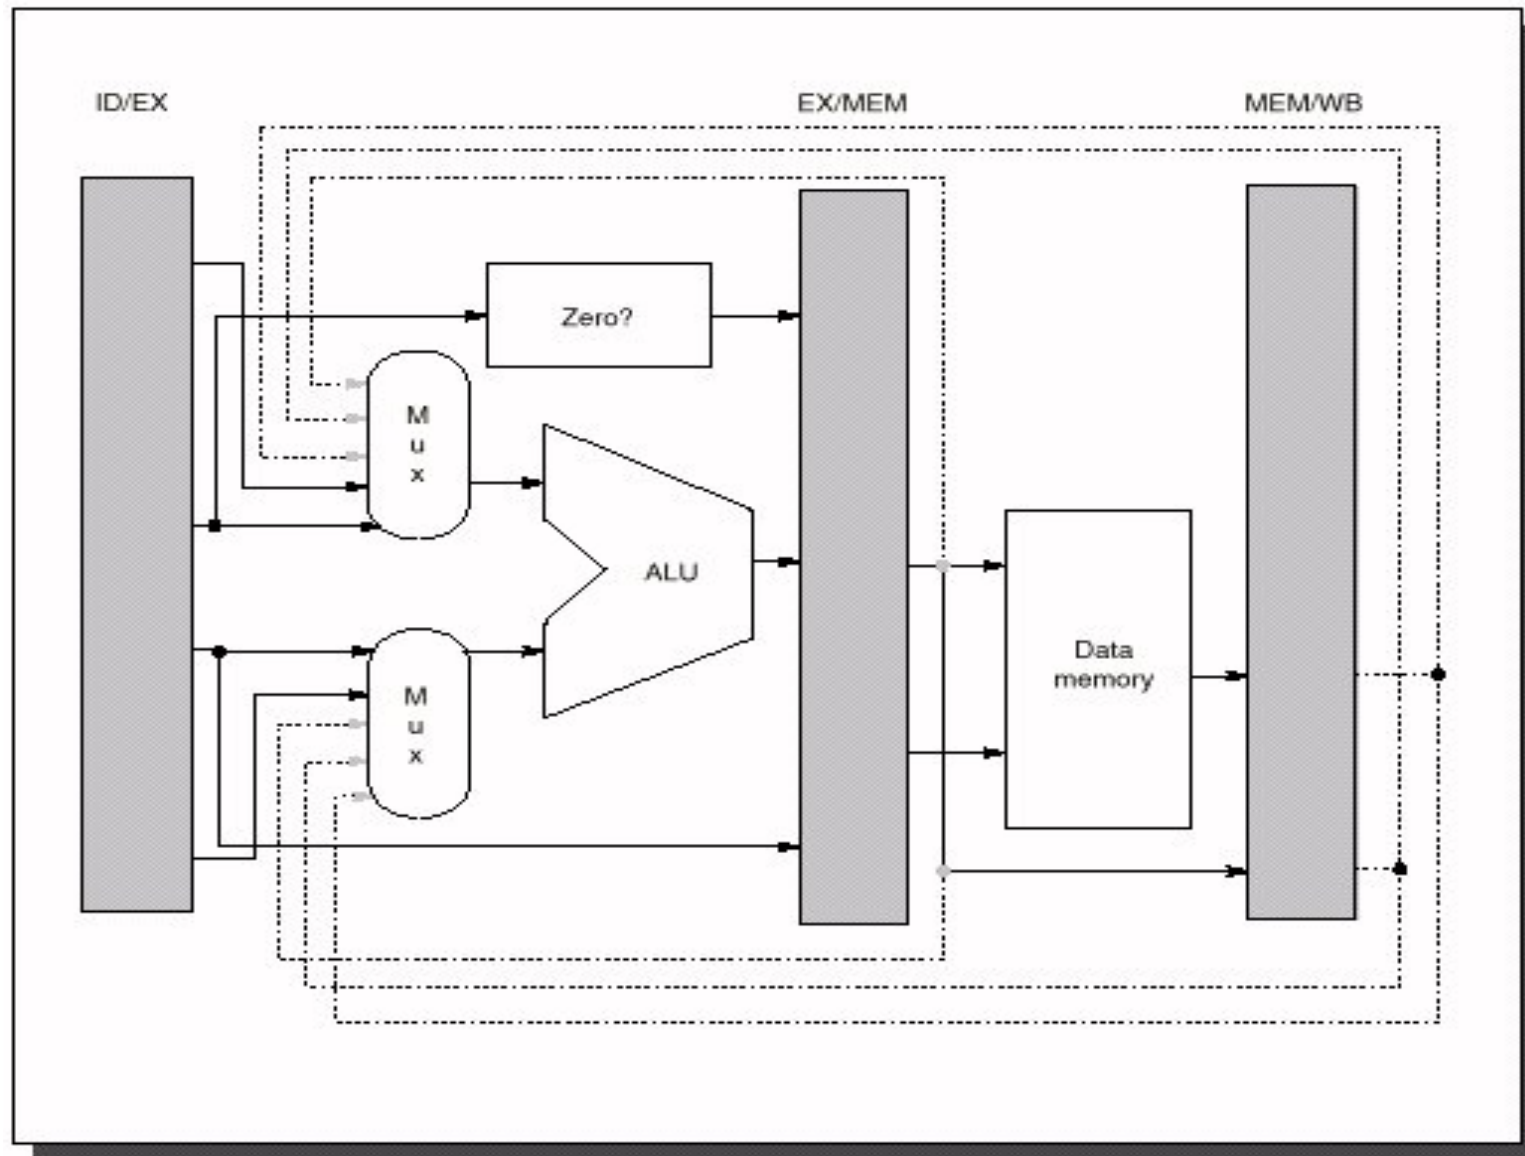 ID/EX
EX/MEM
MEM/WB
Zero?
M
u
x
ALU
Data
memory
M
u
x